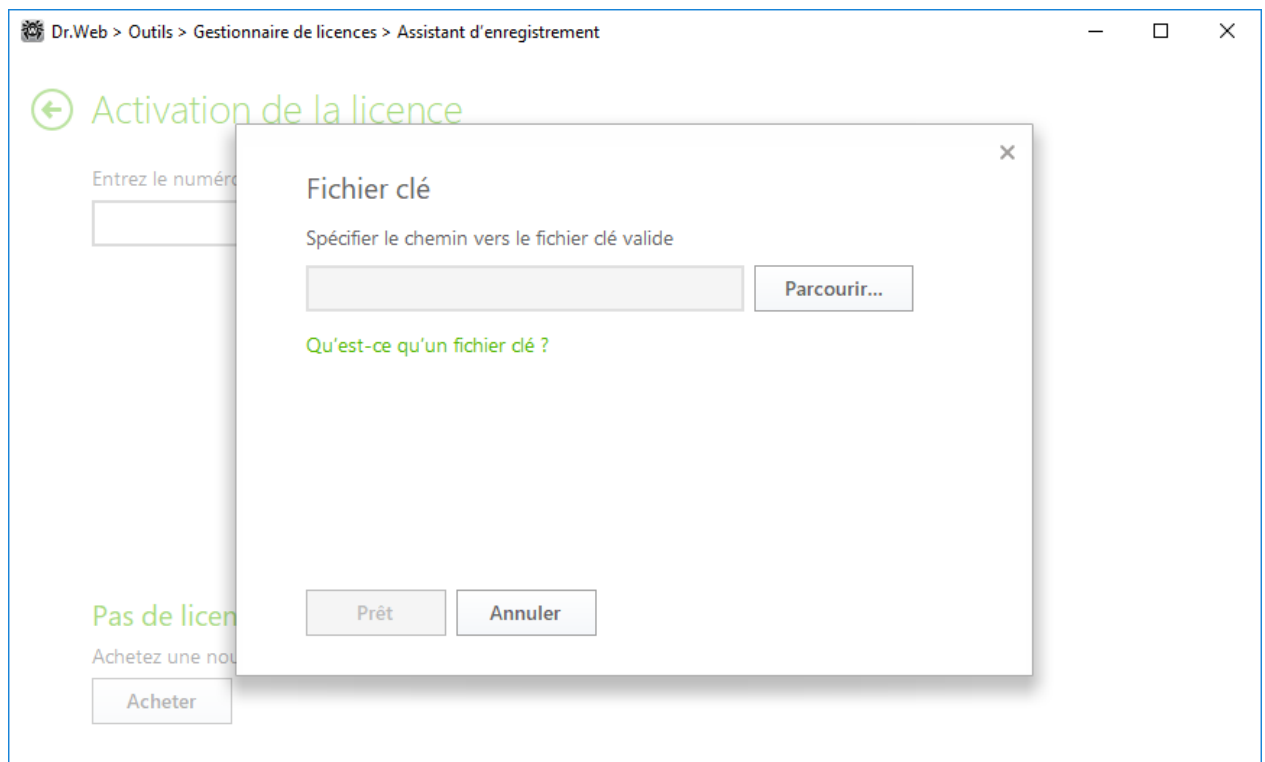 Dr.Web > Outils > Gestionnaire de licences > Assistant d'enregistrement
Activation de la licence
Entrez le numéro
Fichier clé
Spécifier le chemin vers le fichier clé valide
Parcourir...
Qu'est-ce qu'un fichier clé ?
Prêt
Annuler
Pas de licen
Achetez une nou
Acheter